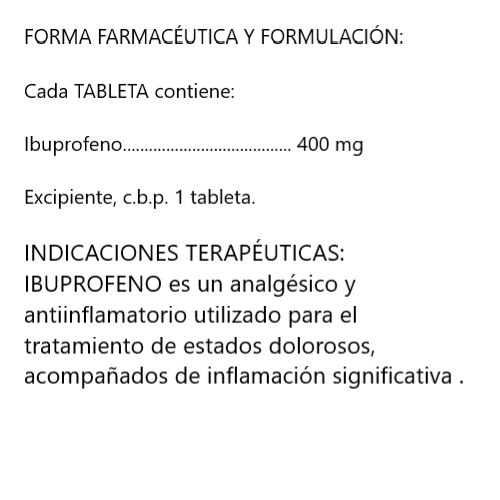 FORMA FARMACÉUTICA Y FORMULACIÓN:
Cada TABLETA contiene:
Ibuprofeno....................................... 400 mg
Excipiente, c.b.p. 1 tableta.
INDICACIONES TERAPÉUTICAS:
IBUPROFENO es un analgésico y
antiinflamatorio utilizado para el
tratamiento de estados dolorosos,
acompañados de inflamación significativa .